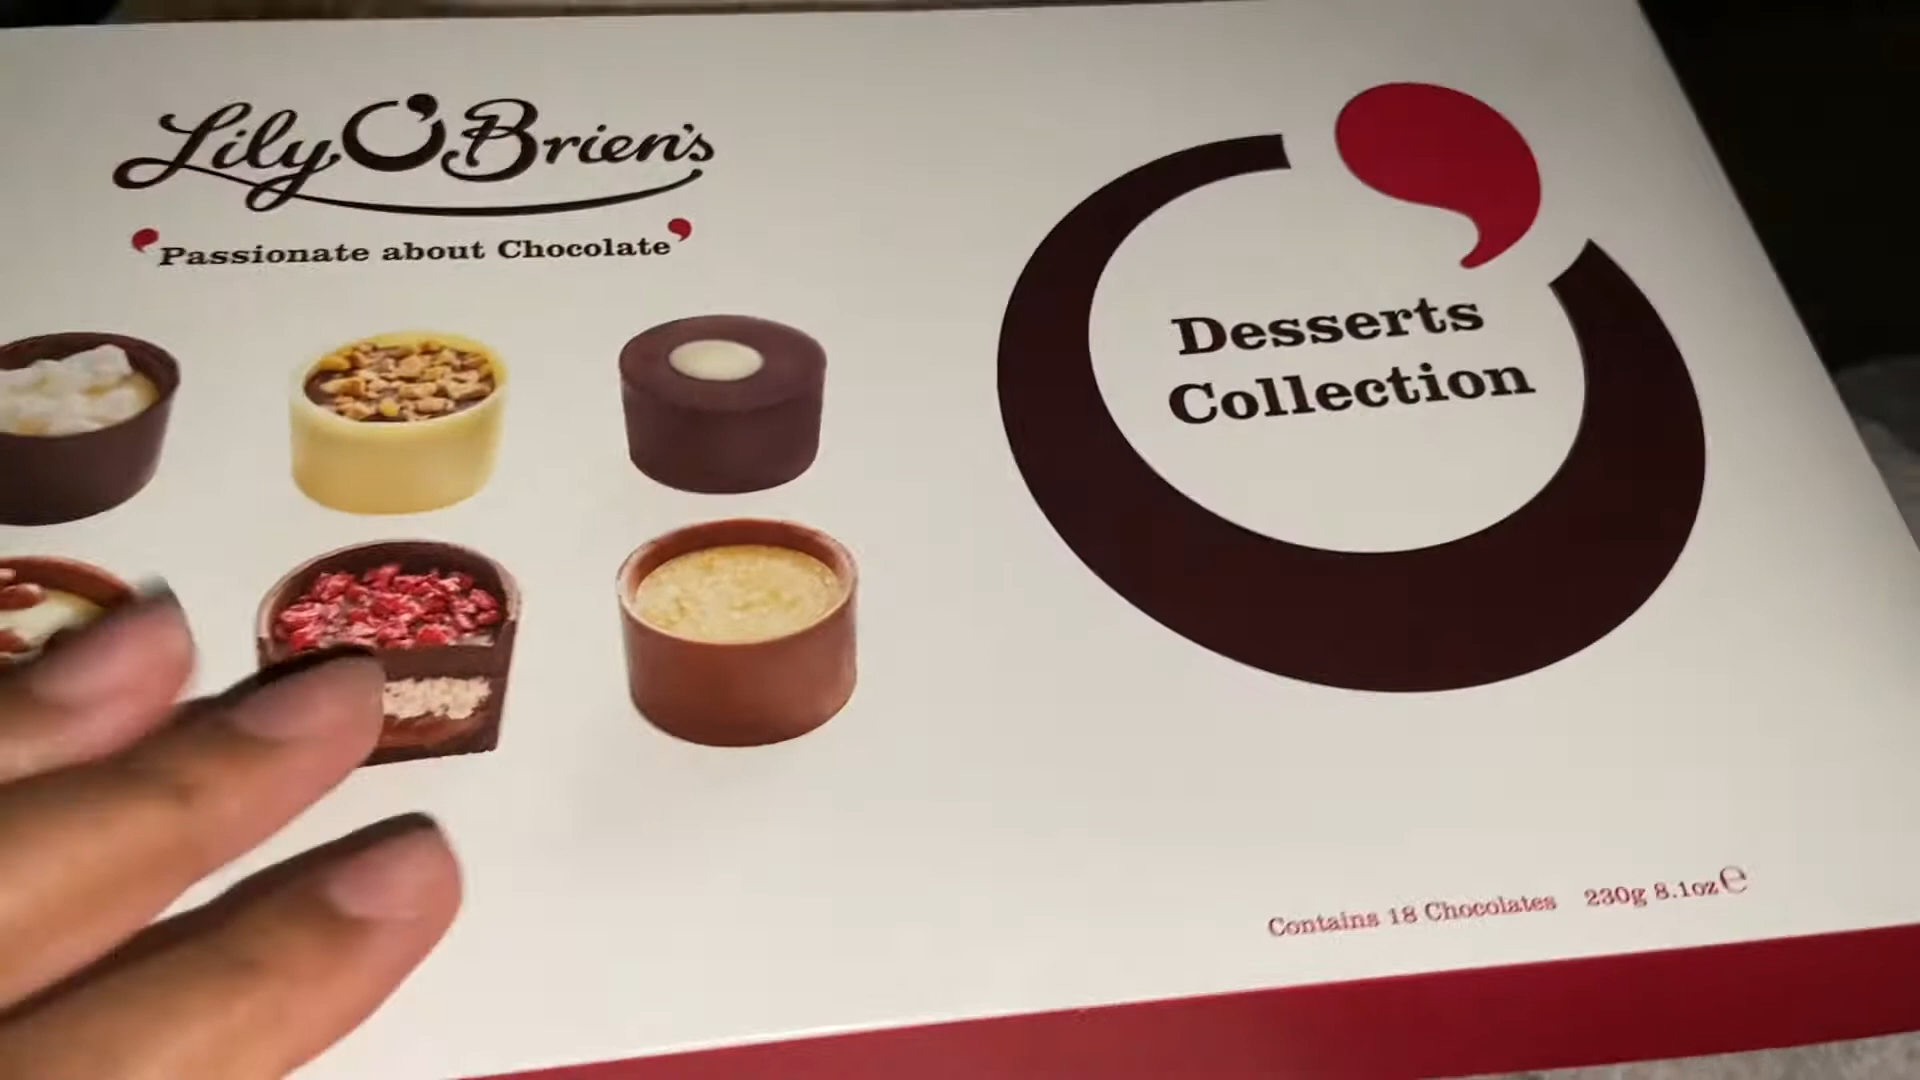 Lily O'Brien's
Passionate about Chocolate
Desserts
Collection
Contains 18 Chocolates 230g 8.1oz ℮